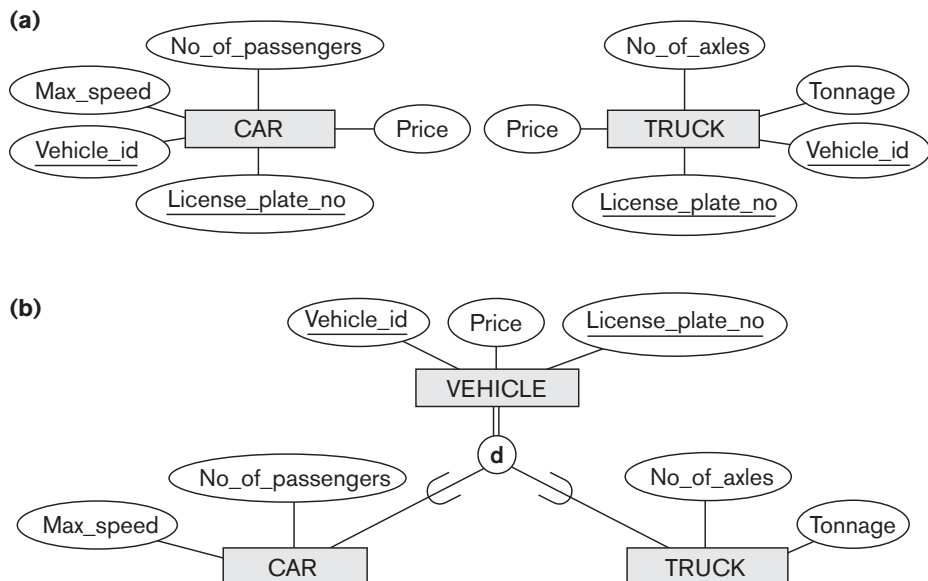 (a)
No_of_passengers
No_of_axles
Max_speed
Tonnage
CAR
Price
Price
TRUCK
Vehicle_id
Vehicle_id
License_plate_no
License_plate_no
(b)
Vehicle_id
Price
License_plate_no
VEHICLE
d
No_of_passengers
No_of_axles
Max_speed
Tonnage
CAR
TRUCK